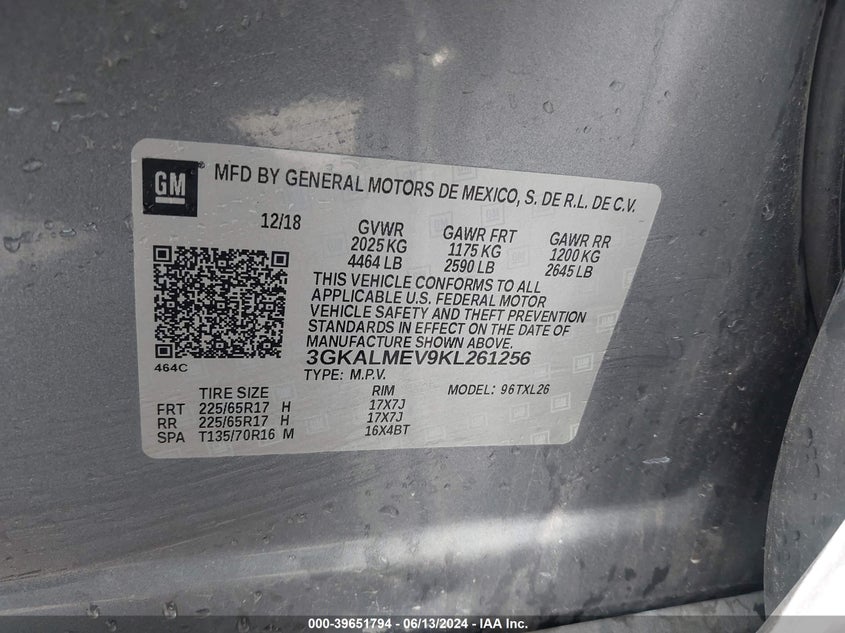 GM
MFD BY GENERAL MOTORS DE MEXICO, S. DE R.L. DE C.V.
12/18 GVWR GAWR FRT GAWR RR
2025 KG 1175 KG 1200 KG
4464 LB 2590 LB 2645 LB
THIS VEHICLE CONFORMS TO ALL
APPLICABLE U.S. FEDERAL MOTOR
VEHICLE SAFETY AND THEFT PREVENTION
STANDARDS IN EFFECT ON THE DATE OF
MANUFACTURE SHOWN ABOVE.
464C
3GKALMEV9KL261256
TYPE: M.P.V. MODEL: 96TXL26
TIRE SIZE RIM
FRT 225/65R17 H 17X7J
RR 225/65R17 H 17X7J
SPA T135/70R16 M 16X4BT
000-39651794 - 06/13/2024 - IAA, Inc.